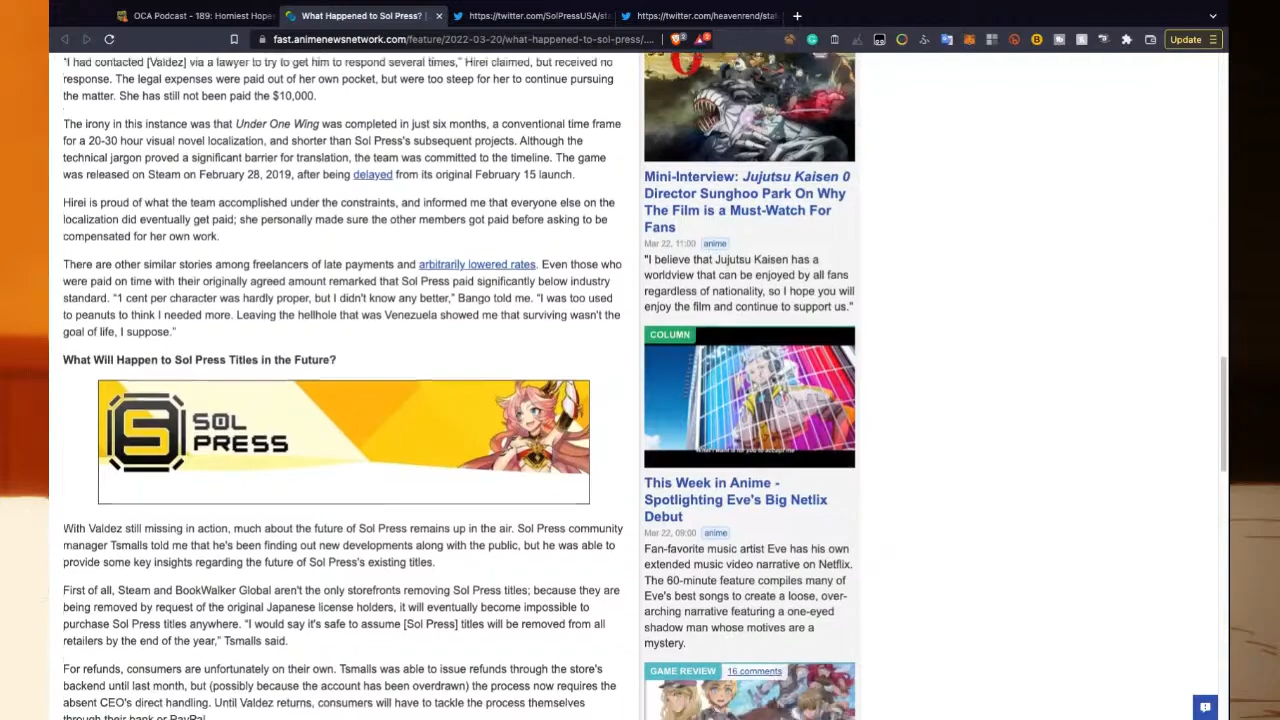 OCA Podcast - 189: Horniest Hope
What Happened to Sol Press? |
https://twitter.com/SolPressUSA/sta
https://twitter.com/heavenrend/stat
fast.animenewsnetwork.com/feature/2022-03-20/what-happened-to-sol-press/....
Update
"I had contacted [Valdez] via a lawyer to try to get him to respond several times," Hirei claimed, but received no
response. The legal expenses were paid out of her own pocket, but were too steep for her to continue pursuing
the matter. She has still not been paid the $10,000.
The irony in this instance was that Under One Wing was completed in just six months, a conventional time frame
for a 20-30 hour visual novel localization, and shorter than Sol Press's subsequent projects. Although the
technical jargon proved a significant barrier for translation, the team was committed to the timeline. The game
was released on Steam on February 28, 2019, after being delayed from its original February 15 launch.
Hirei is proud of what the team accomplished under the constraints, and informed me that everyone else on the
localization did eventually get paid; she personally made sure the other members got paid before asking to be
compensated for her own work.
There are other similar stories among freelancers of late payments and arbitrarily lowered rates. Even those who
were paid on time with their originally agreed amount remarked that Sol Press paid significantly below industry
standard. "1 cent per character was hardly proper, but I didn't know any better," Bango told me. "I was too used
to peanuts to think I needed more. Leaving the hellhole that was Venezuela showed me that surviving wasn't the
goal of life, I suppose."
What Will Happen to Sol Press Titles in the Future?
S SOL
PRESS
With Valdez still missing in action, much about the future of Sol Press remains up in the air. Sol Press community
manager Tsmalls told me that he's been finding out new developments along with the public, but he was able to
provide some key insights regarding the future of Sol Press's existing titles.
First of all, Steam and BookWalker Global aren't the only storefronts removing Sol Press titles; because they are
being removed by request of the original Japanese license holders, it will eventually become impossible to
purchase Sol Press titles anywhere. "I would say it's safe to assume [Sol Press] titles will be removed from all
retailers by the end of the year," Tsmalls said.
For refunds, consumers are unfortunately on their own. Tsmalls was able to issue refunds through the store's
backend until last month, but (possibly because the account has been overdrawn) the process now requires the
absent CEO's direct handling. Until Valdez returns, consumers will have to tackle the process themselves
through their bank or PayPal.
Mini-Interview: Jujutsu Kaisen 0
Director Sunghoo Park On Why
The Film is a Must-Watch For
Fans
Mar 22, 11:00 anime
"I believe that Jujutsu Kaisen has a
worldview that can be enjoyed by all fans
regardless of nationality, so I hope you will
enjoy the film and continue to support us."
COLUMN
What I want is for you to accept me
This Week in Anime -
Spotlighting Eve's Big Netlix
Debut
Mar 22, 09:00 anime
Fan-favorite music artist Eve has his own
extended music video narrative on Netflix.
The 60-minute feature compiles many of
Eve's best songs to create a loose, over-
arching narrative featuring a one-eyed
shadow man whose motives are a
mystery.
GAME REVIEW 16 comments